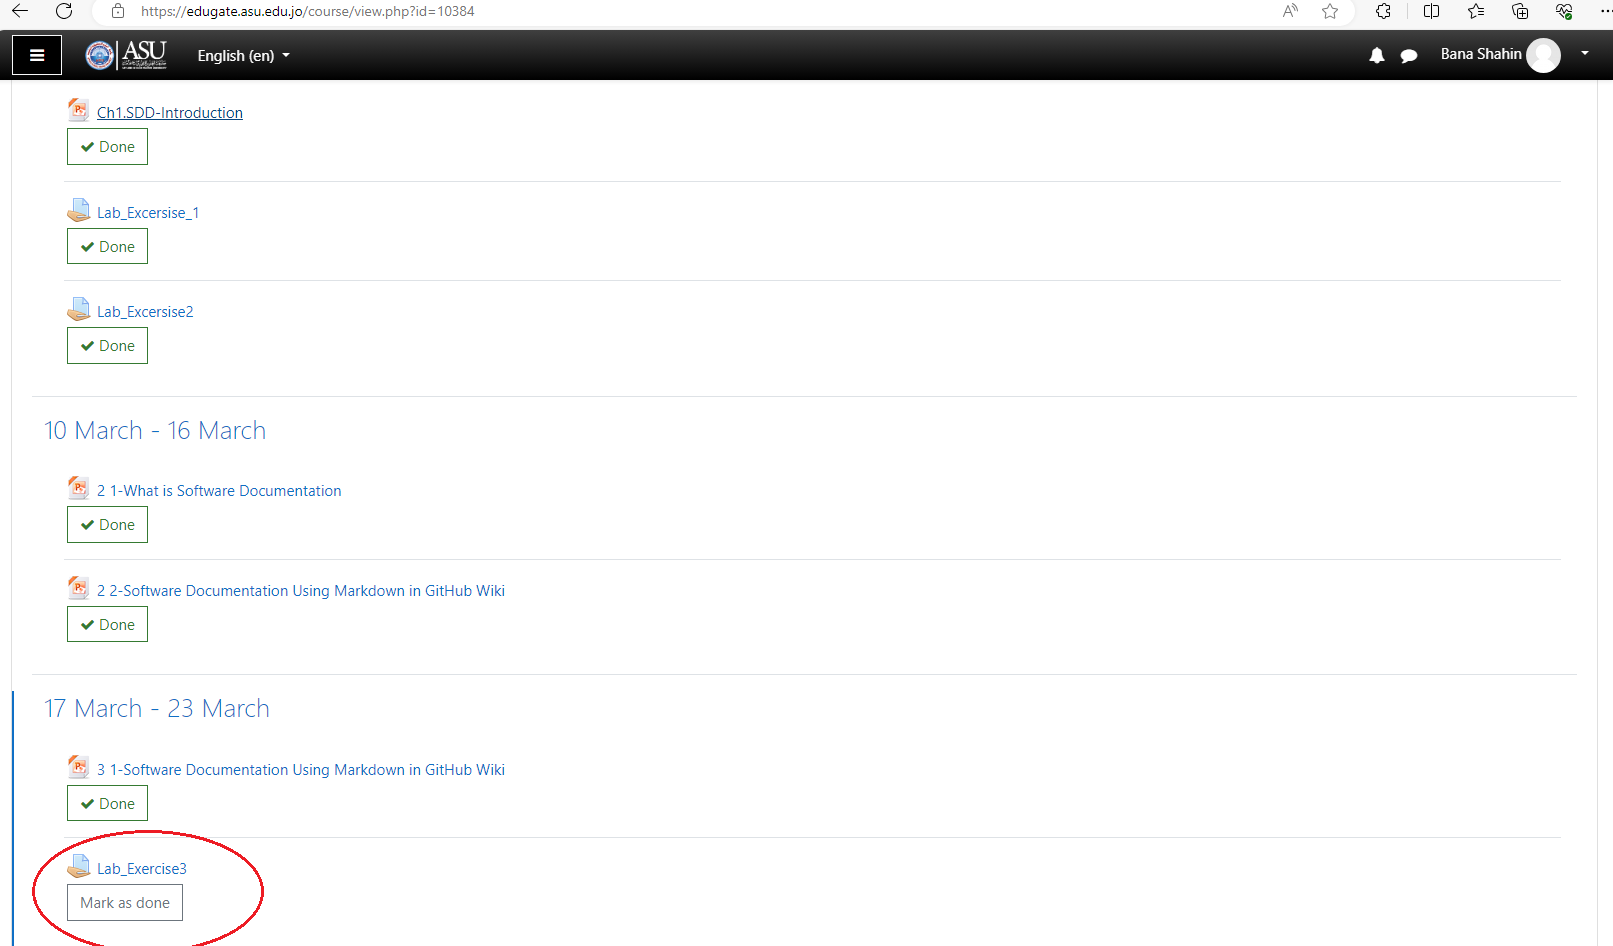 https://edugate.asu.edu.jo/course/view.php?id=10384
ASU
English (en)
Bana Shahin
Ch1.SDD-Introduction
Done
Lab_Excersise_1
Done
Lab_Excersise2
Done
10 March - 16 March
2 1-What is Software Documentation
Done
2 2-Software Documentation Using Markdown in GitHub Wiki
Done
17 March - 23 March
3 1-Software Documentation Using Markdown in GitHub Wiki
Done
Lab_Exercise3
Mark as done